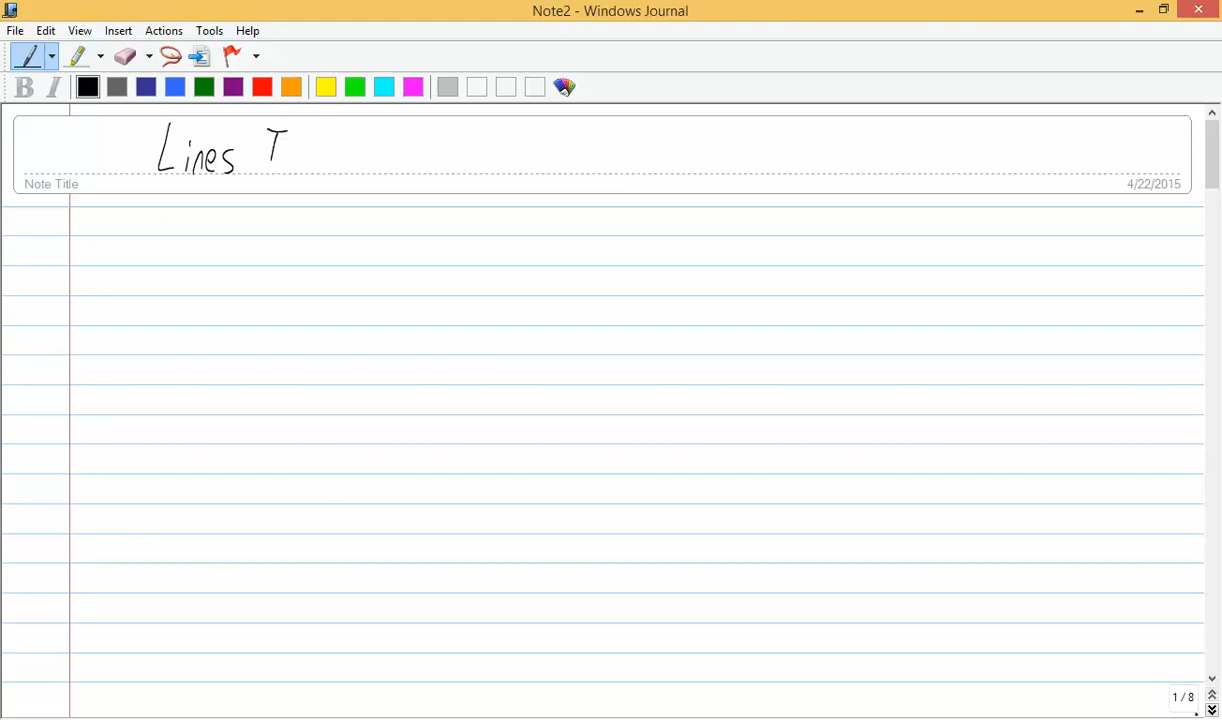 Note2 - Windows Journal
File Edit View Insert Actions Tools Help
B I
Lines T
Note Title 4/22/2015
1 / 8